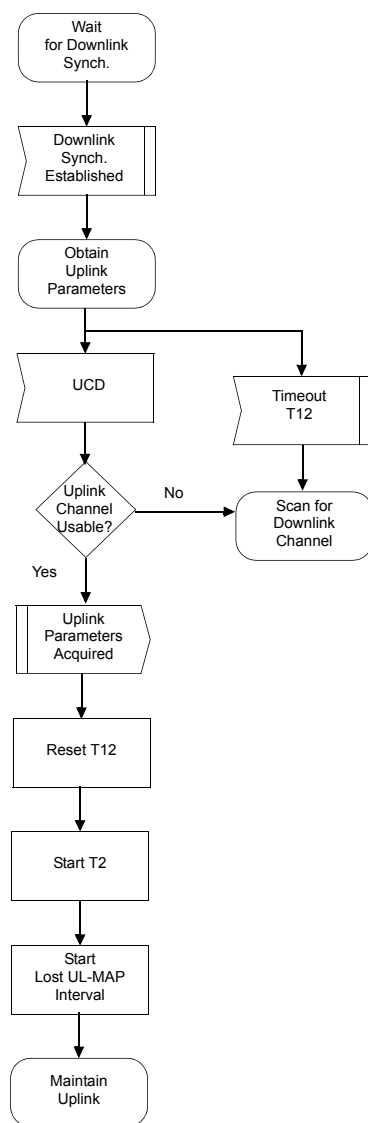 Wait
for Downlink
Synch.
Downlink
Synch.
Established
Obtain
Uplink
Parameters
UCD
Timeout
T12
Uplink
Channel
Usable?
No
Scan for
Downlink
Channel
Yes
Uplink
Parameters
Acquired
Reset T12
Start T2
Start
Lost UL-MAP
Interval
Maintain
Uplink